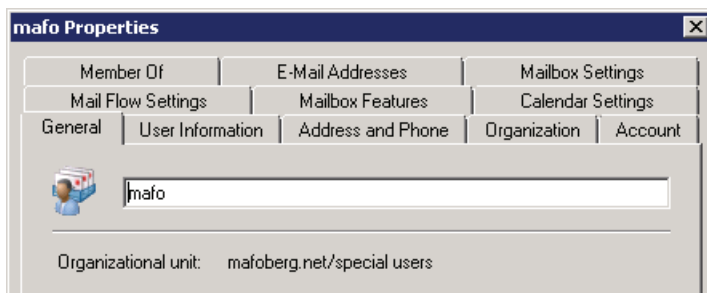 mafo Properties
Member Of E-Mail Addresses Mailbox Settings
Mail Flow Settings Mailbox Features Calendar Settings
General User Information Address and Phone Organization Account
mafo
Organizational unit: mafoberg.net/special users